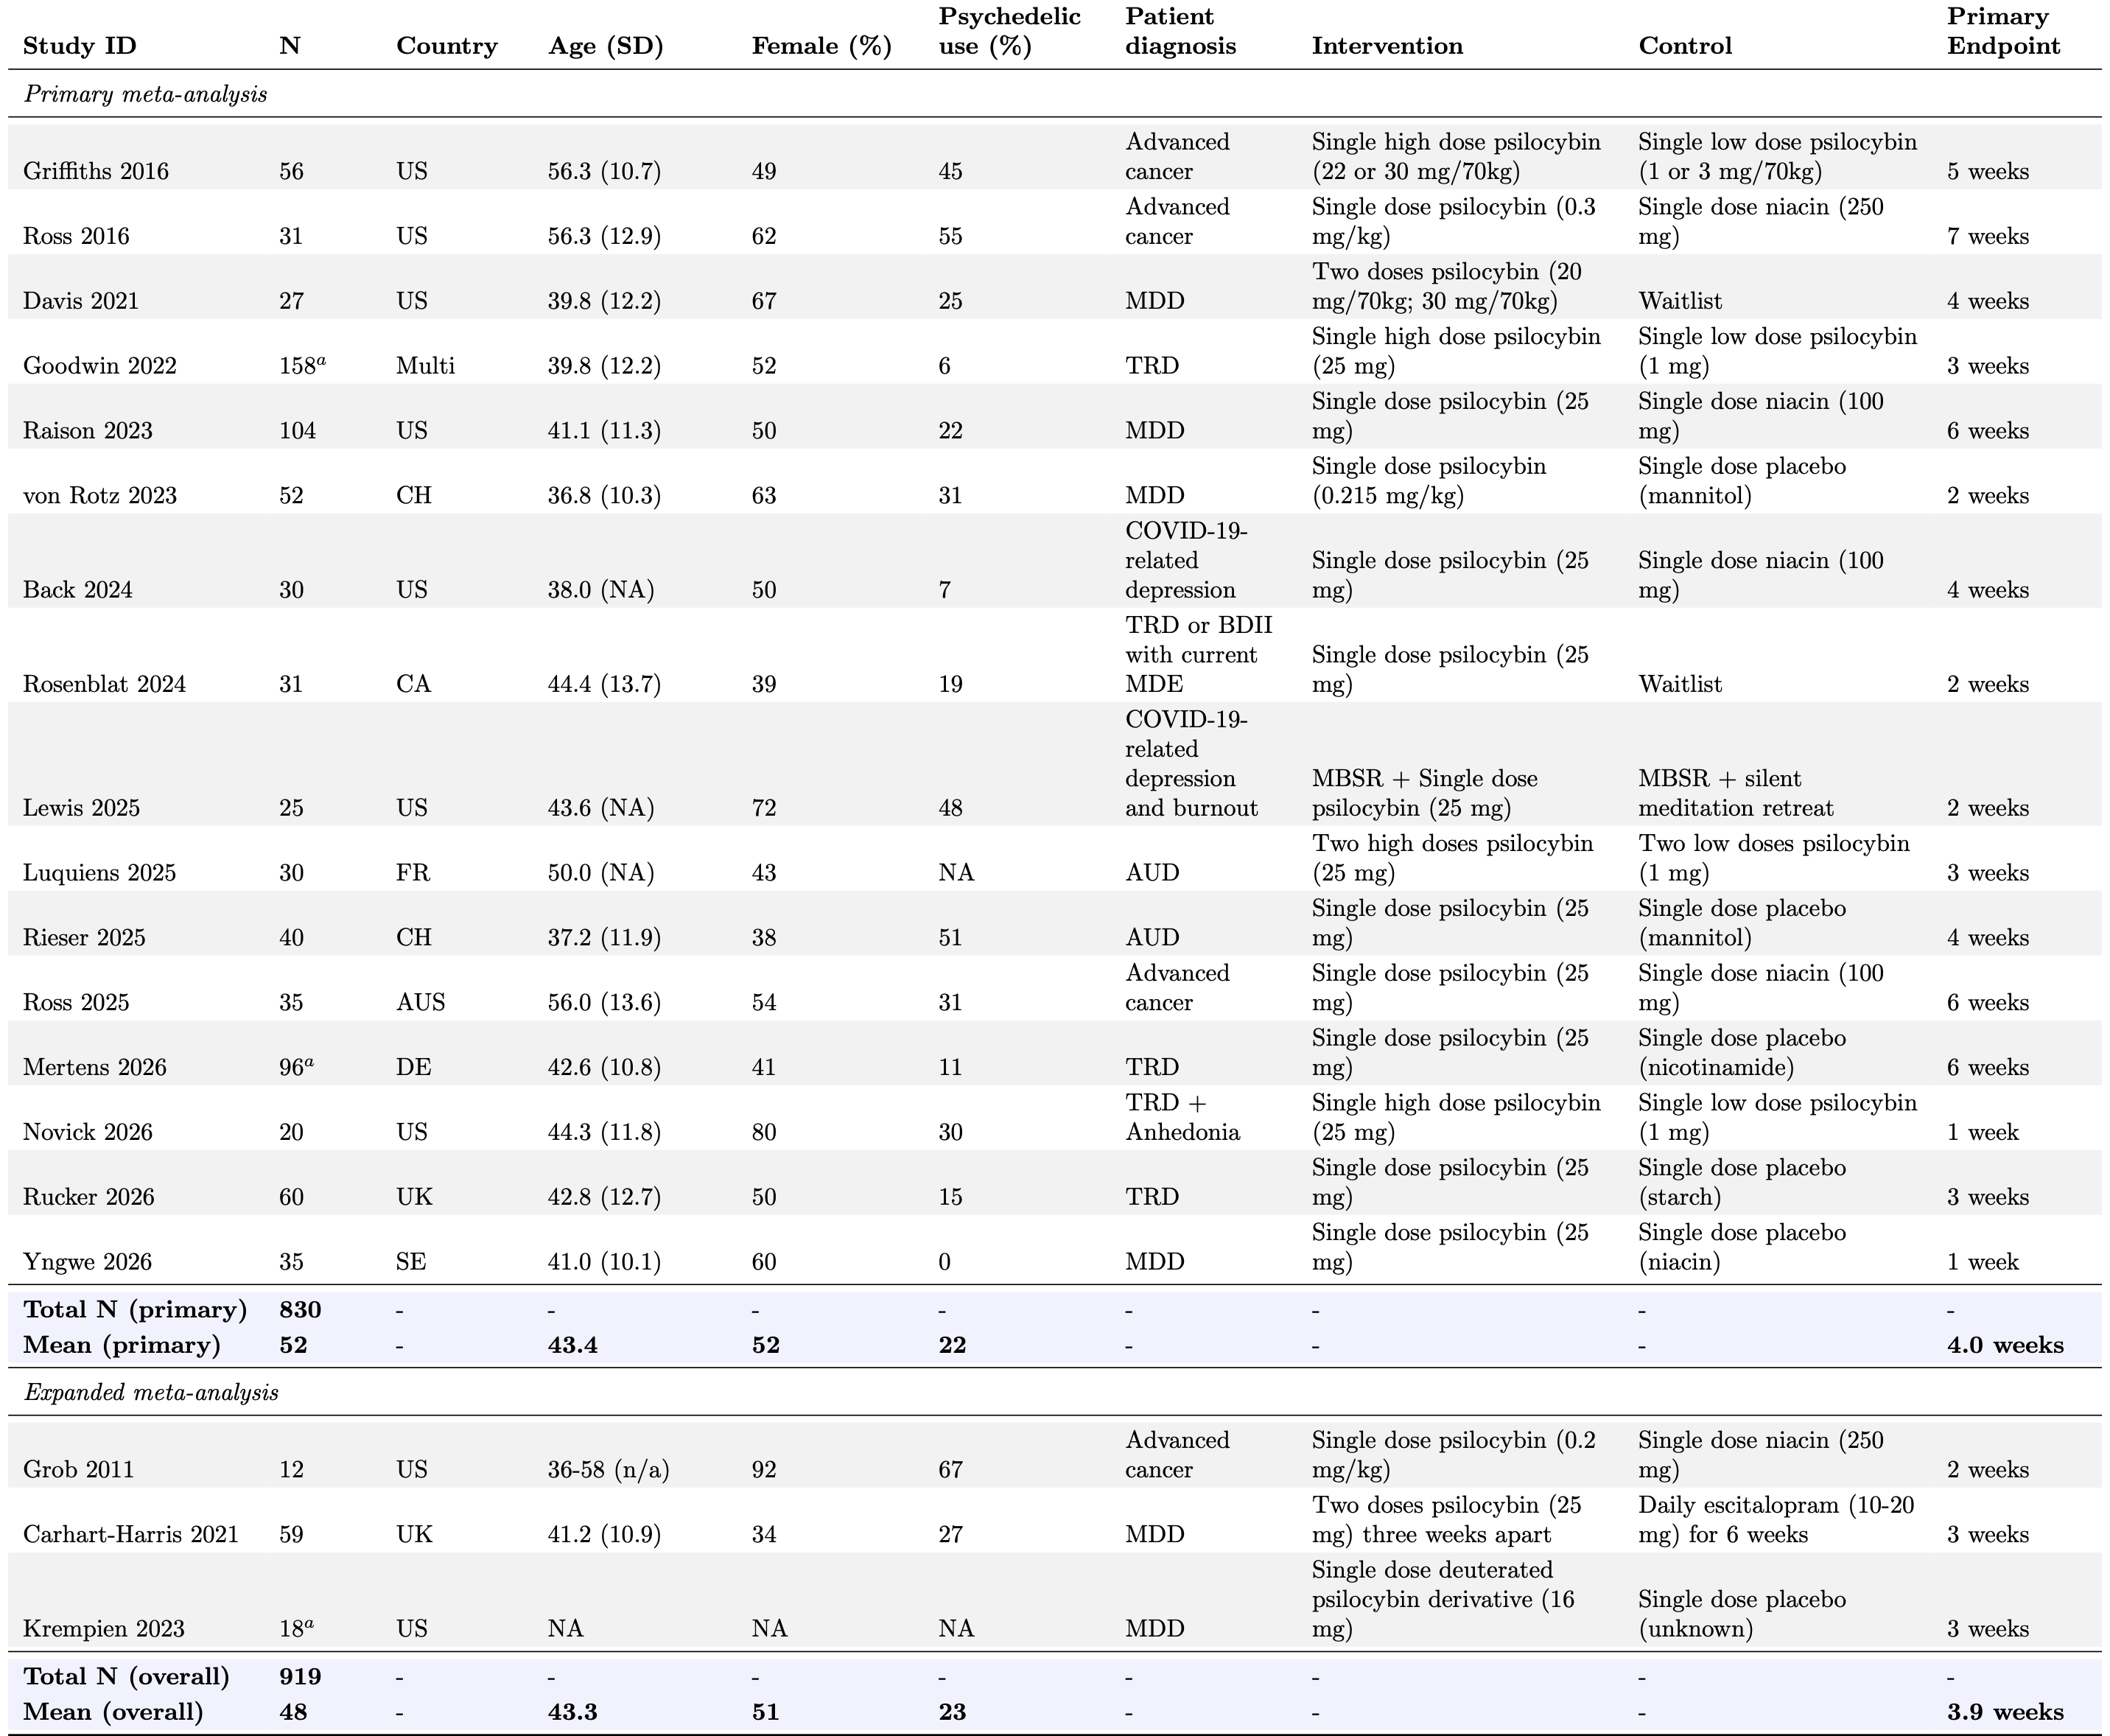 Study ID N Country Age (SD) Female (%) Psychedelic use (%) Patient diagnosis Intervention Control Primary Endpoint
Primary meta-analysis
Griffiths 2016 56 US 56.3 (10.7) 49 45 Advanced cancer Single high dose psilocybin (22 or 30 mg/70kg) Single low dose psilocybin (1 or 3 mg/70kg) 5 weeks
Ross 2016 31 US 56.3 (12.9) 62 55 Advanced cancer Single dose psilocybin (0.3 mg/kg) Single dose niacin (250 mg) 7 weeks
Davis 2021 27 US 39.8 (12.2) 67 25 MDD Two doses psilocybin (20 mg/70kg; 30 mg/70kg) Waitlist 4 weeks
Goodwin 2022 158a Multi 39.8 (12.2) 52 6 TRD Single high dose psilocybin (25 mg) Single low dose psilocybin (1 mg) 3 weeks
Raison 2023 104 US 41.1 (11.3) 50 22 MDD Single dose psilocybin (25 mg) Single dose niacin (100 mg) 6 weeks
von Rotz 2023 52 CH 36.8 (10.3) 63 31 MDD Single dose psilocybin (0.215 mg/kg) Single dose placebo (mannitol) 2 weeks
Back 2024 30 US 38.0 (NA) 50 7 COVID-19-related depression Single dose psilocybin (25 mg) Single dose niacin (100 mg) 4 weeks
Rosenblat 2024 31 CA 44.4 (13.7) 39 19 TRD or BDII with current MDE Single dose psilocybin (25 mg) Waitlist 2 weeks
Lewis 2025 25 US 43.6 (NA) 72 48 COVID-19-related depression and burnout MBSR + Single dose psilocybin (25 mg) MBSR + silent meditation retreat 2 weeks
Luquiens 2025 30 FR 50.0 (NA) 43 NA AUD Two high doses psilocybin (25 mg) Two low doses psilocybin (1 mg) 3 weeks
Rieser 2025 40 CH 37.2 (11.9) 38 51 AUD Single dose psilocybin (25 mg) Single dose placebo (mannitol) 4 weeks
Ross 2025 35 AUS 56.0 (13.6) 54 31 Advanced cancer Single dose psilocybin (25 mg) Single dose niacin (100 mg) 6 weeks
Mertens 2026 96a DE 42.6 (10.8) 41 11 TRD Single dose psilocybin (25 mg) Single dose placebo (nicotinamide) 6 weeks
Novick 2026 20 US 44.3 (11.8) 80 30 TRD + Anhedonia Single high dose psilocybin (25 mg) Single low dose psilocybin (1 mg) 1 week
Rucker 2026 60 UK 42.8 (12.7) 50 15 TRD Single dose psilocybin (25 mg) Single dose placebo (starch) 3 weeks
Yngwe 2026 35 SE 41.0 (10.1) 60 0 MDD Single dose psilocybin (25 mg) Single dose placebo (niacin) 1 week
Total N (primary) 830 - - - - - - - -
Mean (primary) 52 - 43.4 52 22 - - - 4.0 weeks
Expanded meta-analysis
Grob 2011 12 US 36-58 (n/a) 92 67 Advanced cancer Single dose psilocybin (0.2 mg/kg) Single dose niacin (250 mg) 2 weeks
Carhart-Harris 2021 59 UK 41.2 (10.9) 34 27 MDD Two doses psilocybin (25 mg) three weeks apart Daily escitalopram (10-20 mg) for 6 weeks 3 weeks
Krempien 2023 18a US NA NA NA MDD Single dose deuterated psilocybin derivative (16 mg) Single dose placebo (unknown) 3 weeks
Total N (overall) 919 - - - - - - - -
Mean (overall) 48 - 43.3 51 23 - - - 3.9 weeks